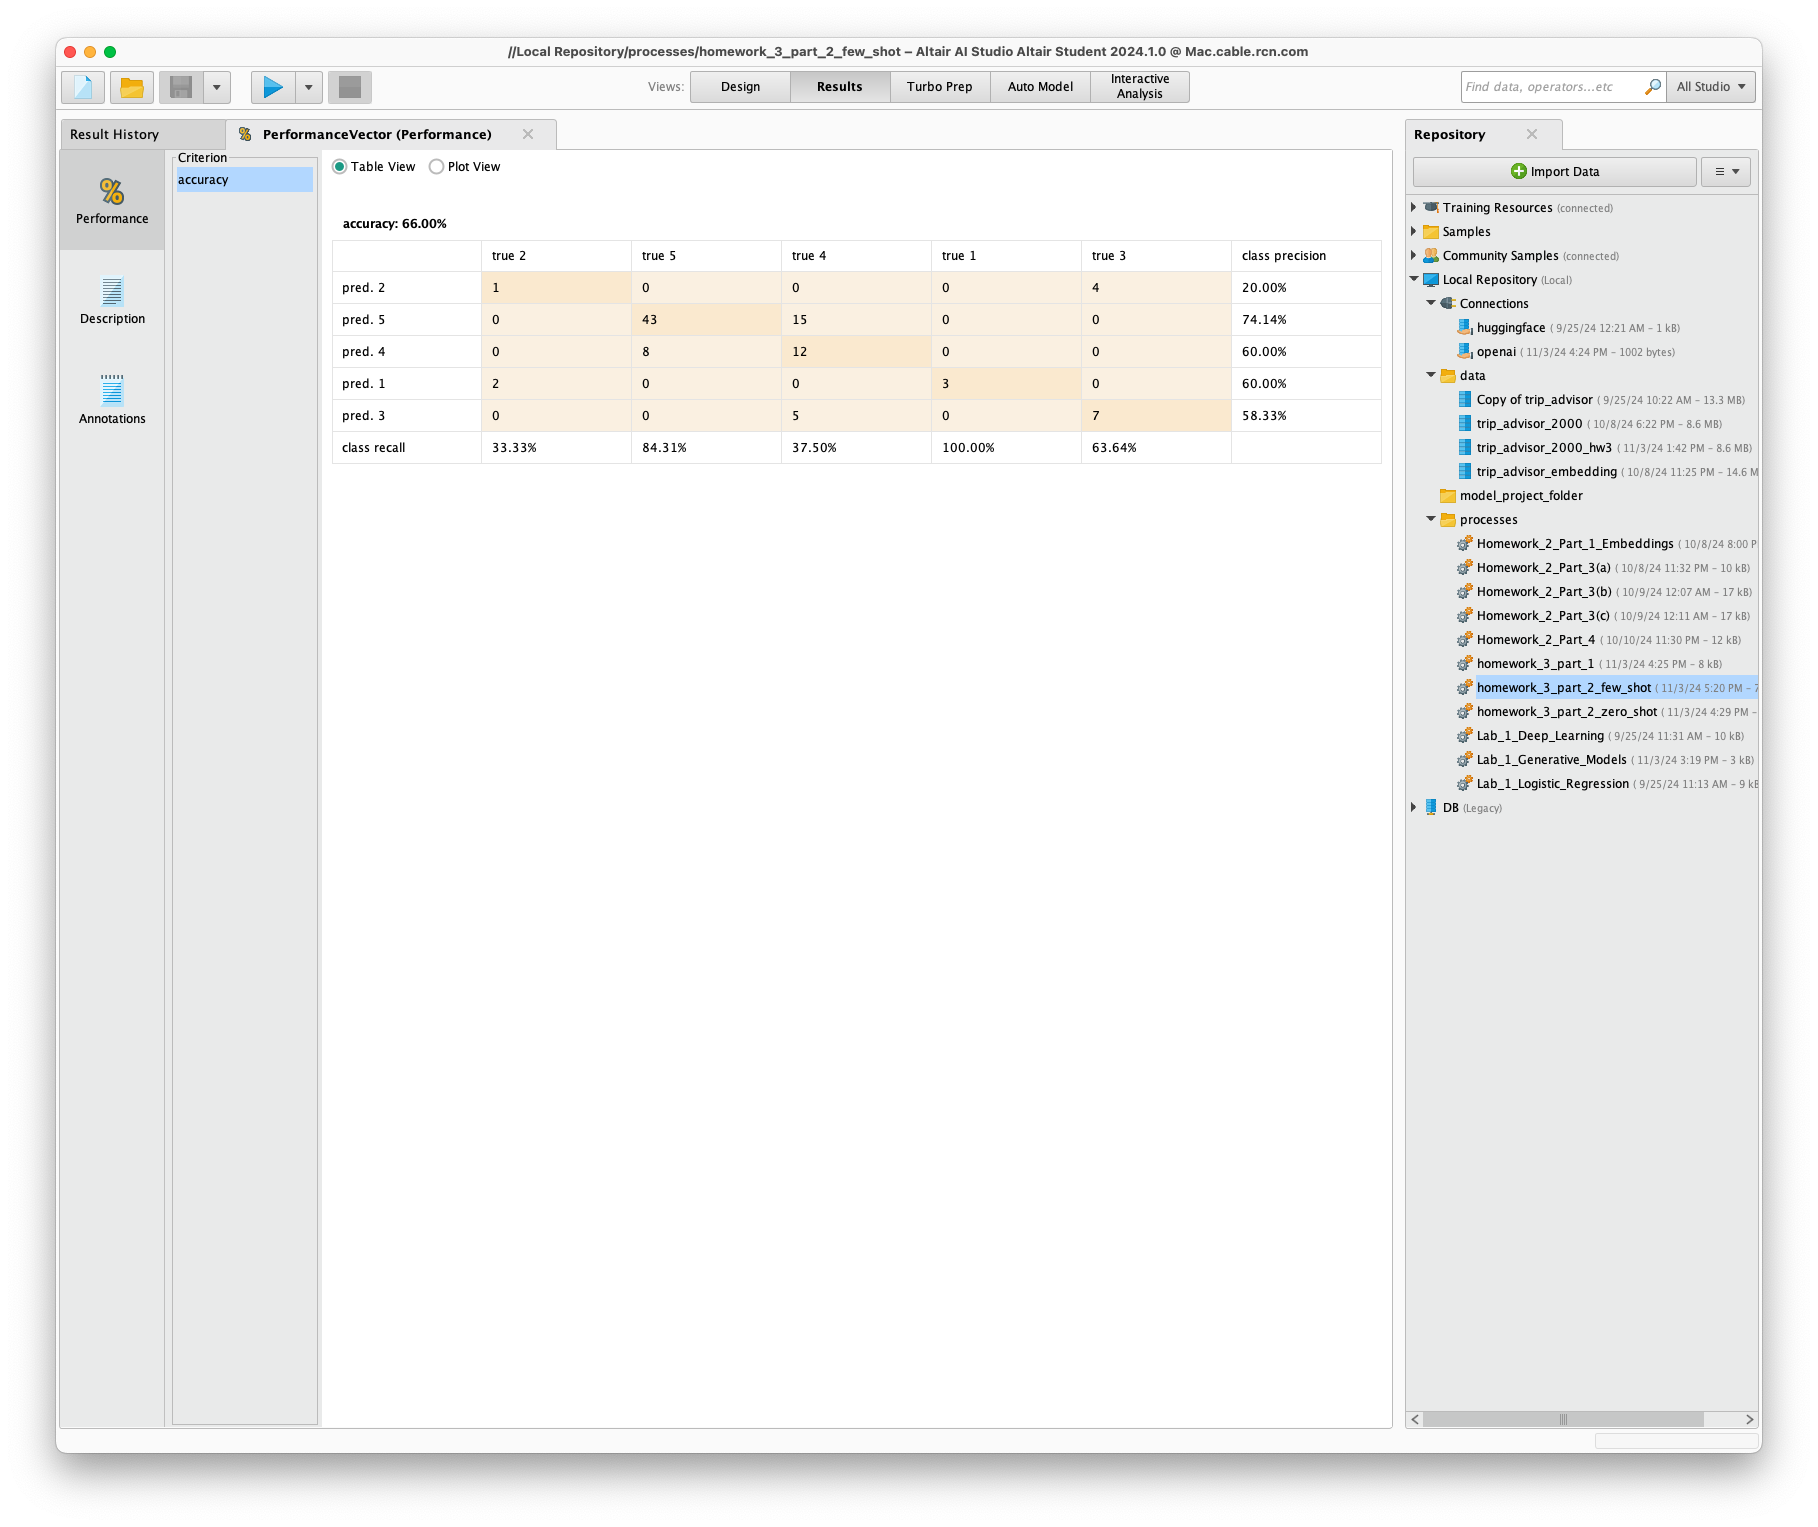 //Local Repository/processes/homework_3_part_2_few_shot – Altair AI Studio Altair Student 2024.1.0 @ Mac.cable.rcn.com
Views: Design Results Turbo Prep Auto Model Interactive Analysis
Find data, operators...etc All Studio
Result History
PerformanceVector (Performance)
Performance
Description
Annotations
Criterion
accuracy
Table View Plot View
accuracy: 66.00%
true 2 true 5 true 4 true 1 true 3 class precision
pred. 2 1 0 0 0 4 20.00%
pred. 5 0 43 15 0 0 74.14%
pred. 4 0 8 12 0 0 60.00%
pred. 1 2 0 0 3 0 60.00%
pred. 3 0 0 5 0 7 58.33%
class recall 33.33% 84.31% 37.50% 100.00% 63.64%
Repository
Import Data
Training Resources (connected)
Samples
Community Samples (connected)
Local Repository (Local)
Connections
huggingface ( 9/25/24 12:21 AM – 1 kB)
openai ( 11/3/24 4:24 PM – 1002 bytes)
data
Copy of trip_advisor ( 9/25/24 10:22 AM – 13.3 MB)
trip_advisor_2000 ( 10/8/24 6:22 PM – 8.6 MB)
trip_advisor_2000_hw3 ( 11/3/24 1:42 PM – 8.6 MB)
trip_advisor_embedding ( 10/8/24 11:25 PM – 14.6 M
model_project_folder
processes
Homework_2_Part_1_Embeddings ( 10/8/24 8:00 P
Homework_2_Part_3(a) ( 10/8/24 11:32 PM – 10 kB)
Homework_2_Part_3(b) ( 10/9/24 12:07 AM – 17 kB)
Homework_2_Part_3(c) ( 10/9/24 12:11 AM – 17 kB)
Homework_2_Part_4 ( 10/10/24 11:30 PM – 12 kB)
homework_3_part_1 ( 11/3/24 4:25 PM – 8 kB)
homework_3_part_2_few_shot ( 11/3/24 5:20 PM – 7
homework_3_part_2_zero_shot ( 11/3/24 4:29 PM –
Lab_1_Deep_Learning ( 9/25/24 11:31 AM – 10 kB)
Lab_1_Generative_Models ( 11/3/24 3:19 PM – 3 kB)
Lab_1_Logistic_Regression ( 9/25/24 11:13 AM – 9 kB
DB (Legacy)